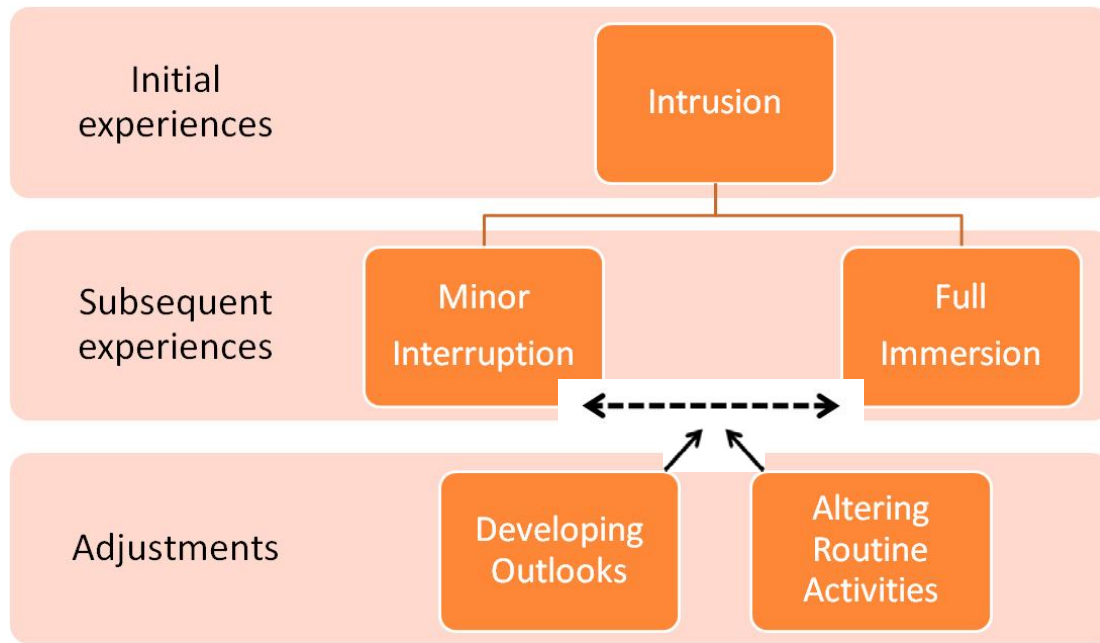 Initial
experiences
Intrusion
Subsequent
experiences
Minor
Interruption
Full
Immersion
Adjustments
Developing
Outlooks
Altering
Routine
Activities